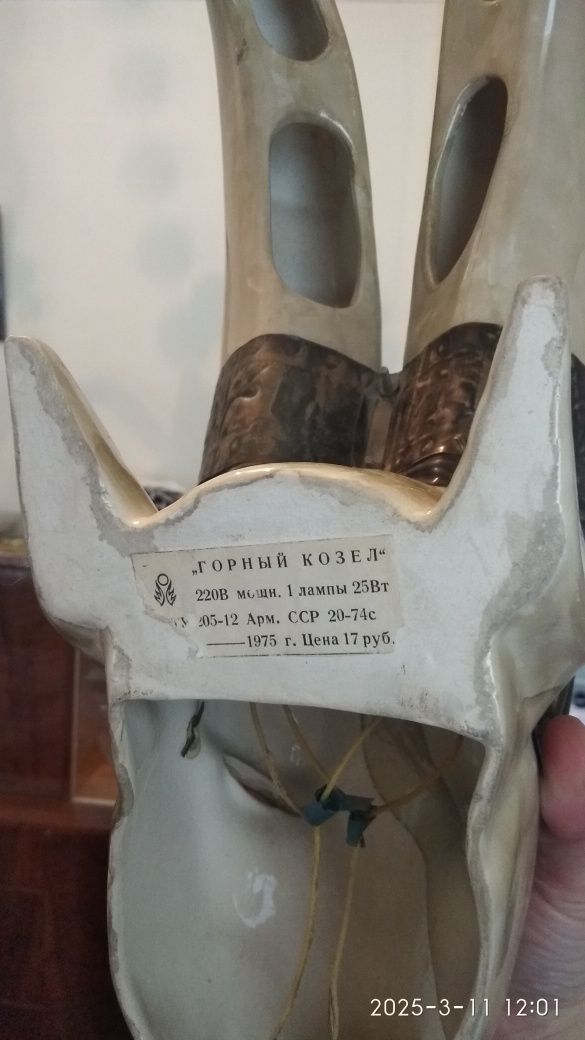 „ГОРНЫЙ КОЗЕЛ“
220В мощн. 1 лампы 25Вт
205-12 Арм. ССР 20-74с
1975 г. Цена 17 руб.
2025-3-11 12:01